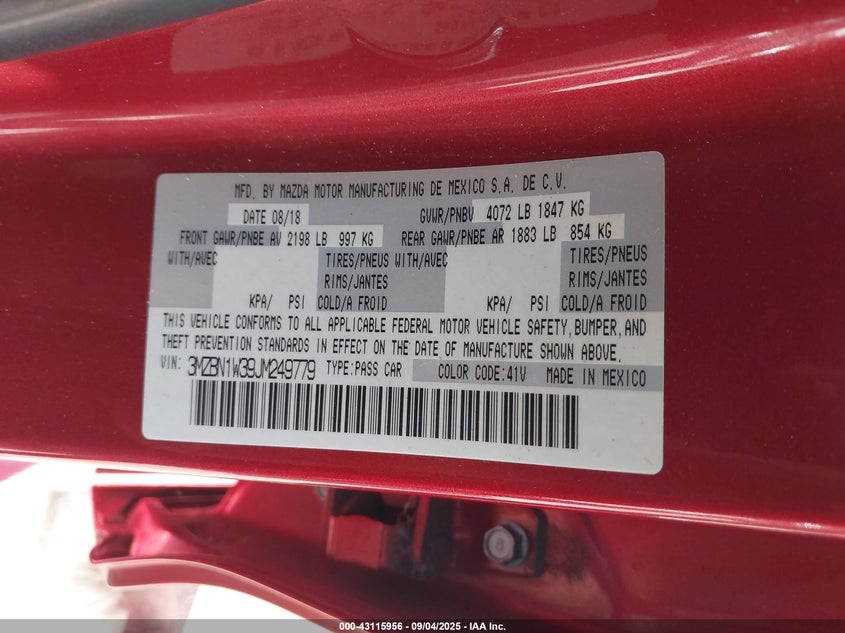 MFD. BY MAZDA MOTOR MANUFACTURING DE MEXICO S.A. DE C.V.
DATE 08/18 GVWR/PNBV 4072 LB 1847 KG
FRONT GAWR/PNBE AV 2198 LB 997 KG REAR GAWR/PNBE AR 1883 LB 854 KG
WITH/AVEC TIRES/PNEUS WITH/AVEC TIRES/PNEUS
RIMS/JANTES RIMS/JANTES
KPA/ PSI COLD/A FROID KPA/ PSI COLD/A FROID
THIS VEHICLE CONFORMS TO ALL APPLICABLE FEDERAL MOTOR VEHICLE SAFETY, BUMPER, AND
THEFT PREVENTION STANDARDS IN EFFECT ON THE DATE OF MANUFACTURE SHOWN ABOVE.
VIN: 3MZBN1W39JM249779 TYPE:PASS CAR COLOR CODE:41V MADE IN MEXICO
8
000-43115956 - 09/04/2025 - IAA Inc.